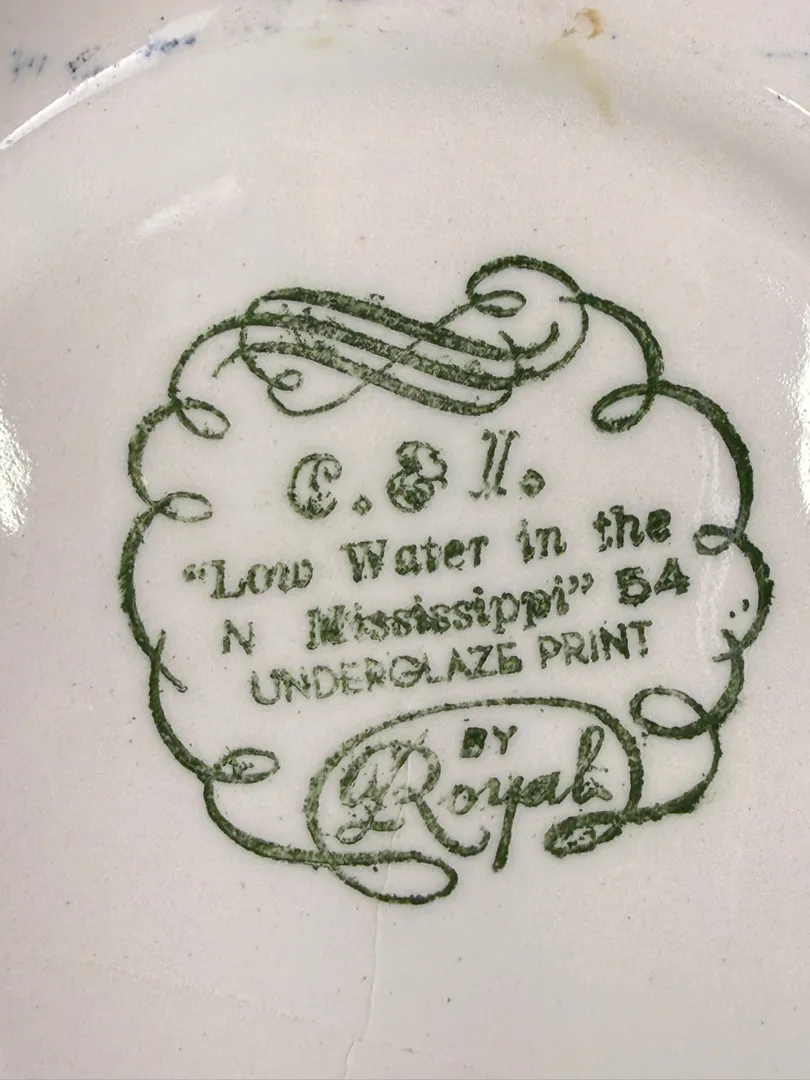 C. & I.
"Low Water in the
Mississippi" 54
N
UNDERGLAZE PRINT
BY
Royal